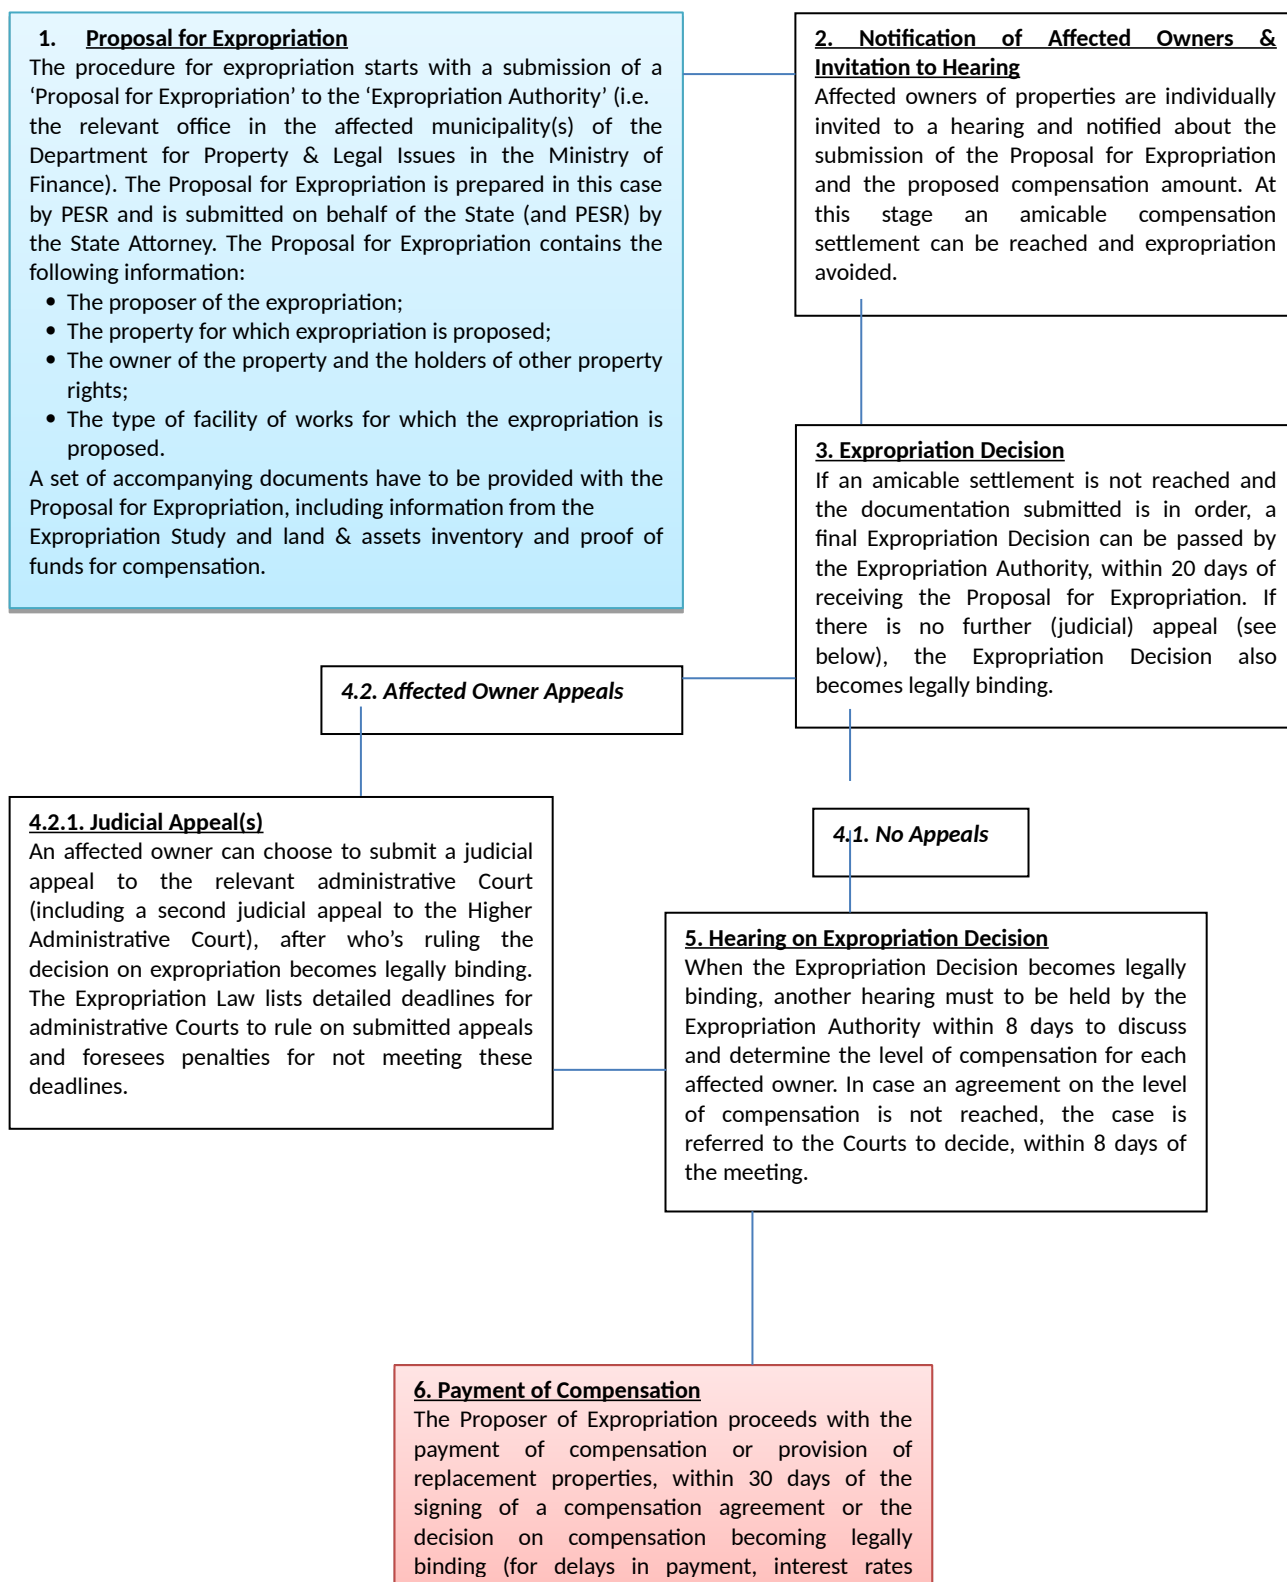 1. Proposal for Expropriation
The procedure for expropriation starts with a submission of a
‘Proposal for Expropriation’ to the ‘Expropriation Authority’ (i.e.
the relevant office in the affected municipality(s) of the
Department for Property & Legal Issues in the Ministry of
Finance). The Proposal for Expropriation is prepared in this case
by PESR and is submitted on behalf of the State (and PESR) by
the State Attorney. The Proposal for Expropriation contains the
following information:
• The proposer of the expropriation;
• The property for which expropriation is proposed;
• The owner of the property and the holders of other property
rights;
• The type of facility of works for which the expropriation is
proposed.
A set of accompanying documents have to be provided with the
Proposal for Expropriation, including information from the
Expropriation Study and land & assets inventory and proof of
funds for compensation.
2. Notification of Affected Owners &
Invitation to Hearing
Affected owners of properties are individually
invited to a hearing and notified about the
submission of the Proposal for Expropriation
and the proposed compensation amount. At
this stage an amicable compensation
settlement can be reached and expropriation
avoided.
3. Expropriation Decision
If an amicable settlement is not reached and
the documentation submitted is in order, a
final Expropriation Decision can be passed by
the Expropriation Authority, within 20 days of
receiving the Proposal for Expropriation. If
there is no further (judicial) appeal (see
below), the Expropriation Decision also
becomes legally binding.
4.2. Affected Owner Appeals
4.2.1. Judicial Appeal(s)
An affected owner can choose to submit a judicial
appeal to the relevant administrative Court
(including a second judicial appeal to the Higher
Administrative Court), after who’s ruling the
decision on expropriation becomes legally binding.
The Expropriation Law lists detailed deadlines for
administrative Courts to rule on submitted appeals
and foresees penalties for not meeting these
deadlines.
4.1. No Appeals
5. Hearing on Expropriation Decision
When the Expropriation Decision becomes legally
binding, another hearing must to be held by the
Expropriation Authority within 8 days to discuss
and determine the level of compensation for each
affected owner. In case an agreement on the level
of compensation is not reached, the case is
referred to the Courts to decide, within 8 days of
the meeting.
6. Payment of Compensation
The Proposer of Expropriation proceeds with the
payment of compensation or provision of
replacement properties, within 30 days of the
signing of a compensation agreement or the
decision on compensation becoming legally
binding (for delays in payment, interest rates